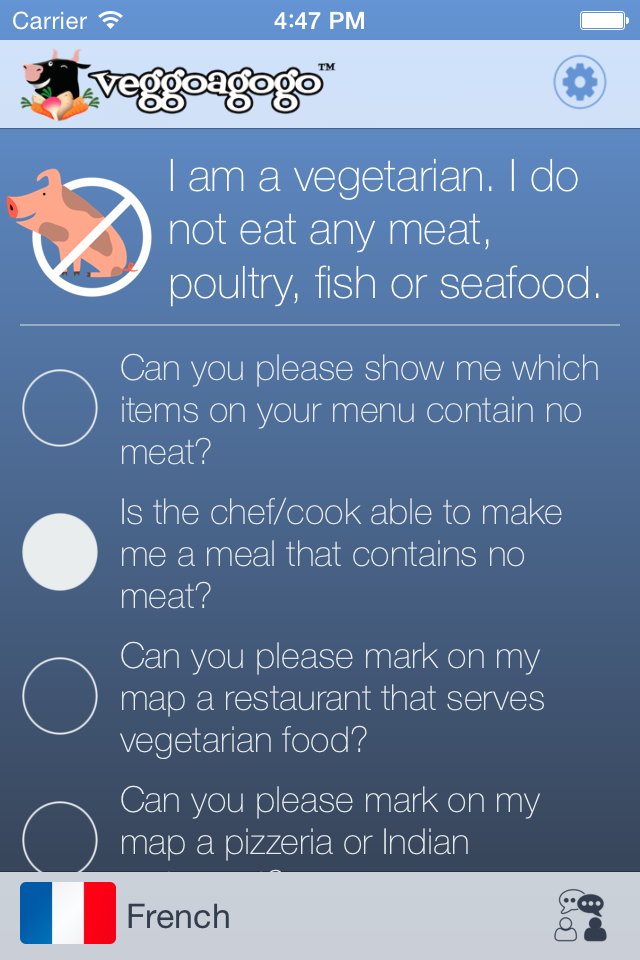 Carrier
4:47 PM
veggoagogo™
I am a vegetarian. I do
not eat any meat,
poultry, fish or seafood.
Can you please show me which
items on your menu contain no
meat?
Is the chef/cook able to make
me a meal that contains no
meat?
Can you please mark on my
map a restaurant that serves
vegetarian food?
Can you please mark on my
map a pizzeria or Indian
French